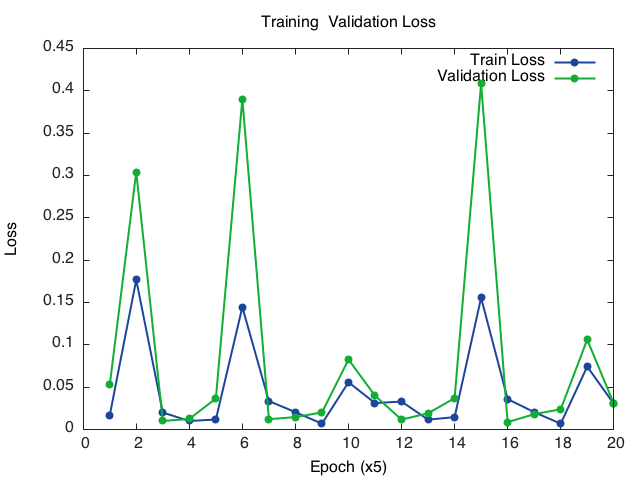 Training  Validation Loss
Train Loss
Validation Loss
0.45
0.4
0.35
0.3
0.25
0.2
0.15
0.1
0.05
0
Loss
0 2 4 6 8 10 12 14 16 18 20
Epoch (x5)